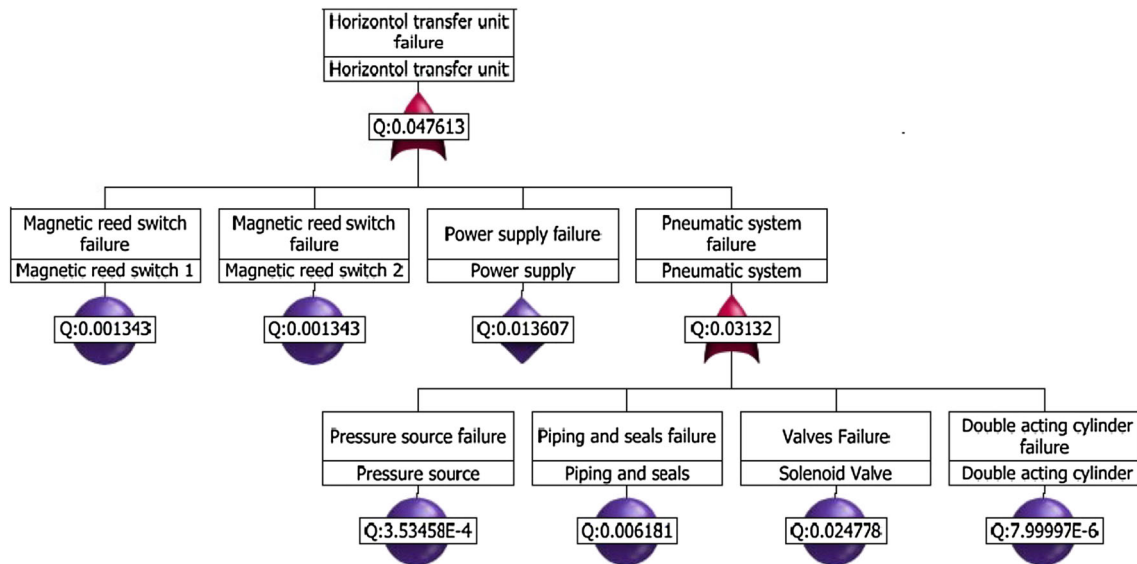 Horizontol transfer unit
failure
Horizontol transfer unit
Q:0.047613
Magnetic reed switch
failure
Magnetic reed switch 1
Q:0.001343
Magnetic reed switch
failure
Magnetic reed switch 2
Q:0.001343
Power supply failure
Power supply
Q:0.013607
Pneumatic system
failure
Pneumatic system
Q:0.03132
Pressure source failure
Pressure source
Q:3.53458E-4
Piping and seals failure
Piping and seals
Q:0.006181
Valves Failure
Solenoid Valve
Q:0.024778
Double acting cylinder
failure
Double acting cylinder
Q:7.99997E-6